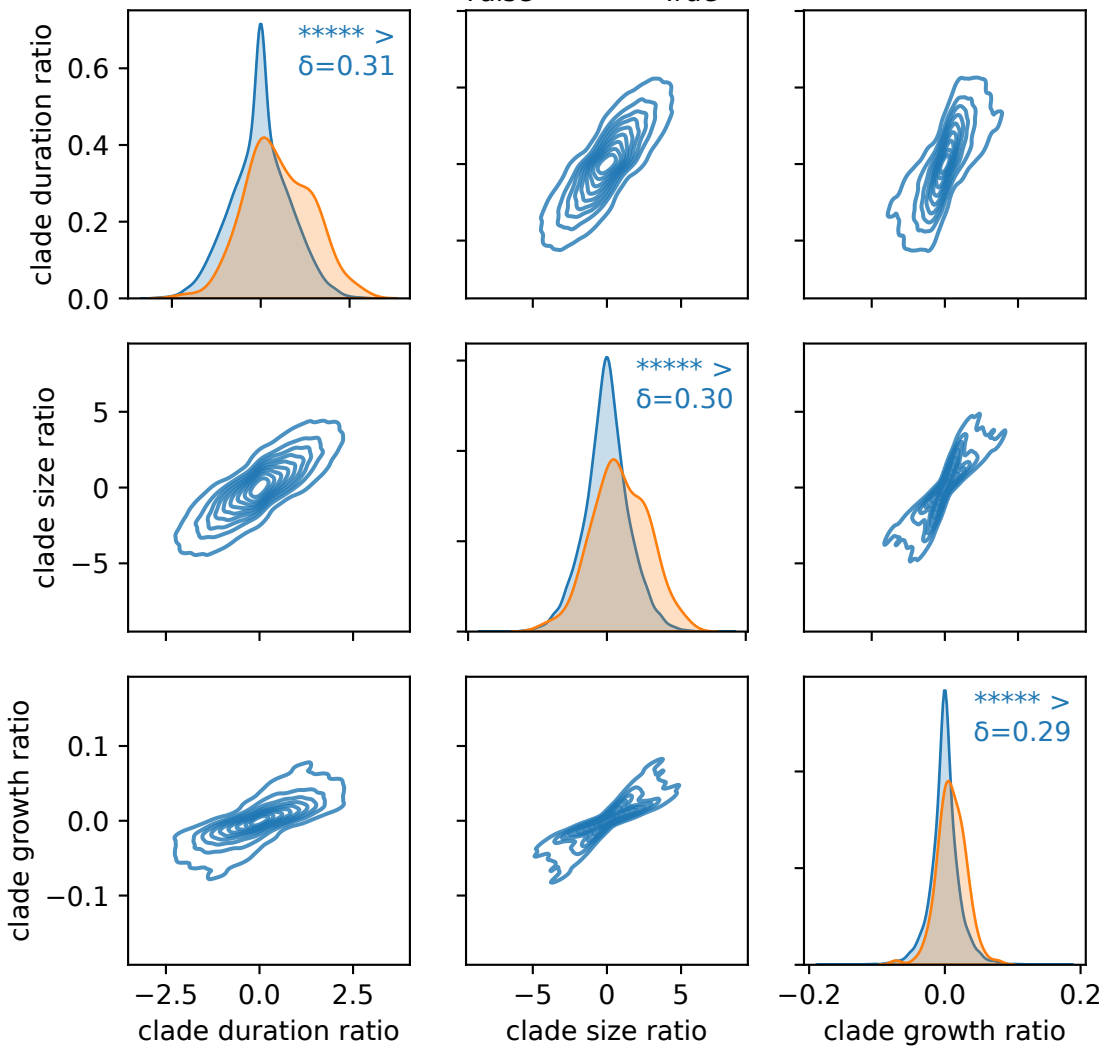 clade duration ratio
0.6
0.4
0.2
0.0
***** >
δ=0.31
clade size ratio
5
0
−5
***** >
δ=0.30
clade growth ratio
0.1
0.0
−0.1
***** >
δ=0.29
−2.5 0.0 2.5
−5 0 5
−0.2 0.0 0.2
clade duration ratio
clade size ratio
clade growth ratio